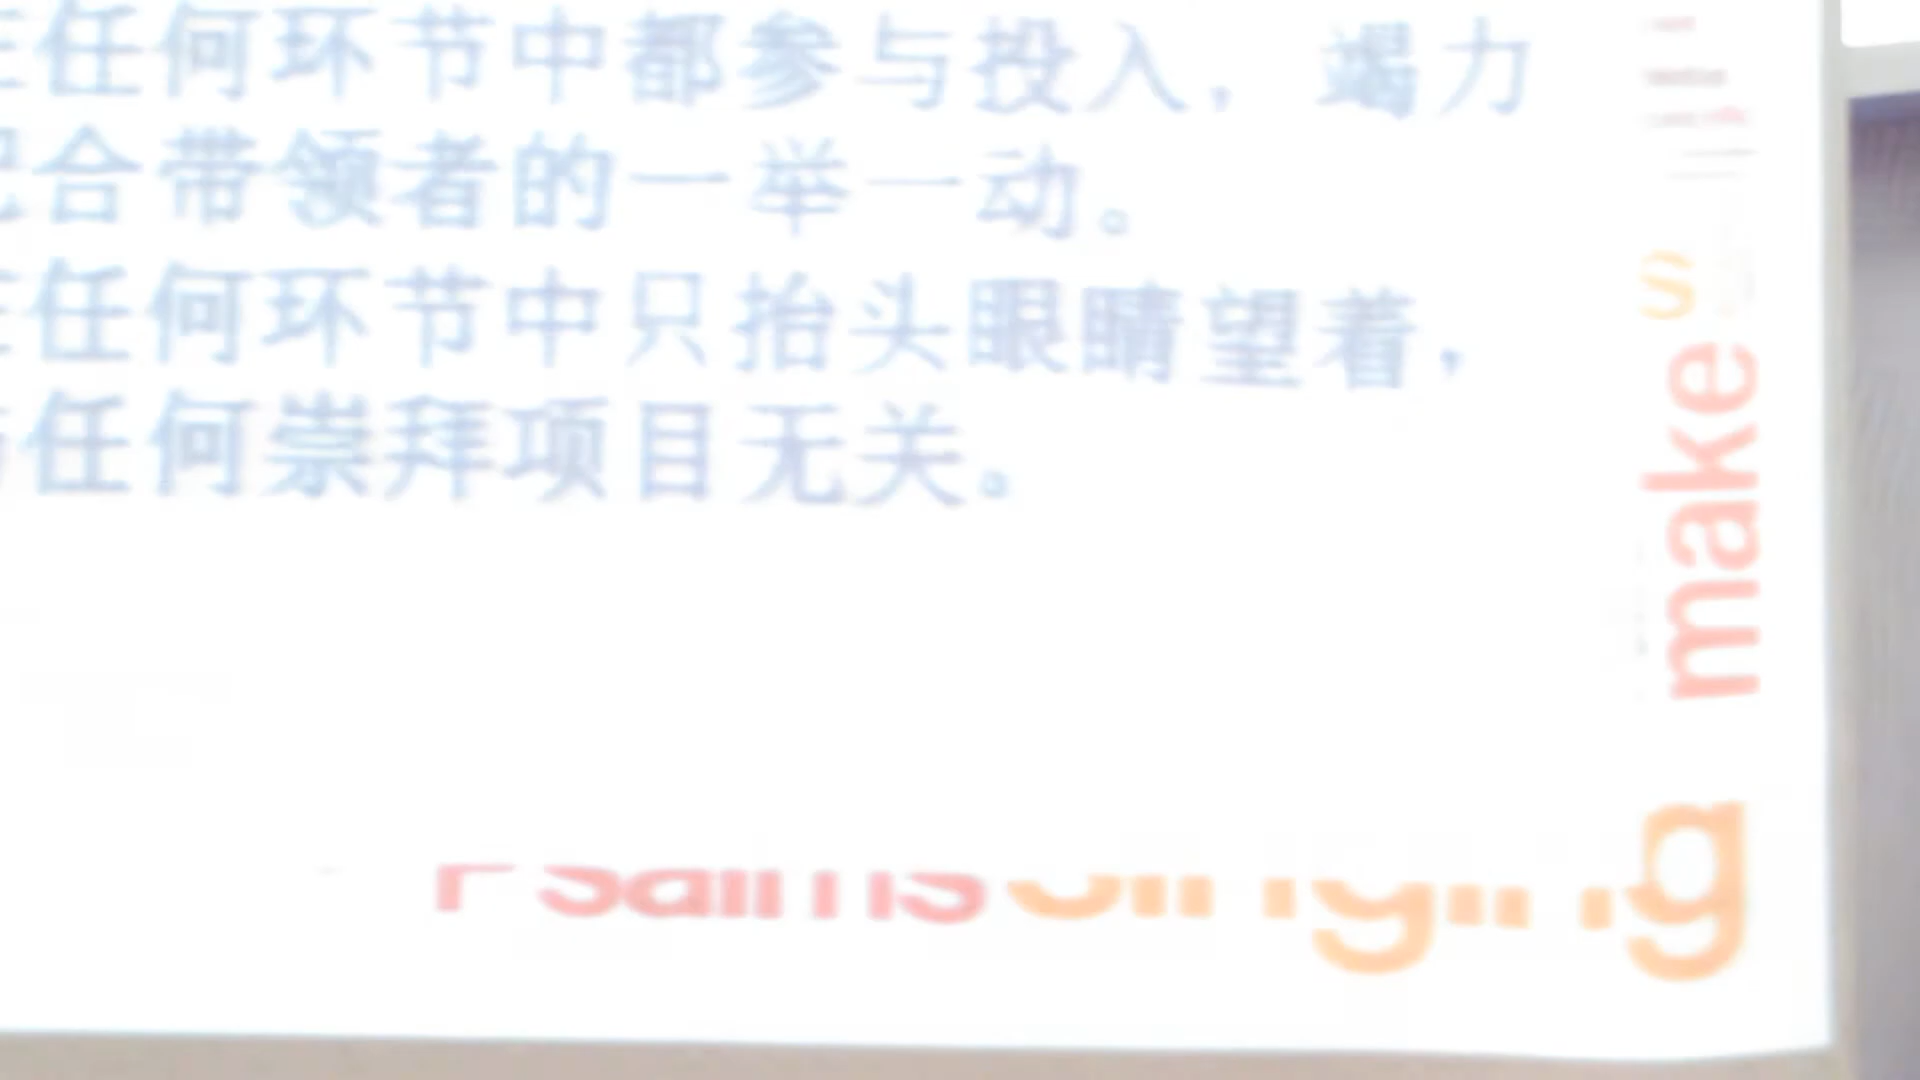 任何环节中都参与投入，竭力
合带领者的一举一动。
任何环节中只抬头眼睛望着，
任何崇拜项目无关。
make